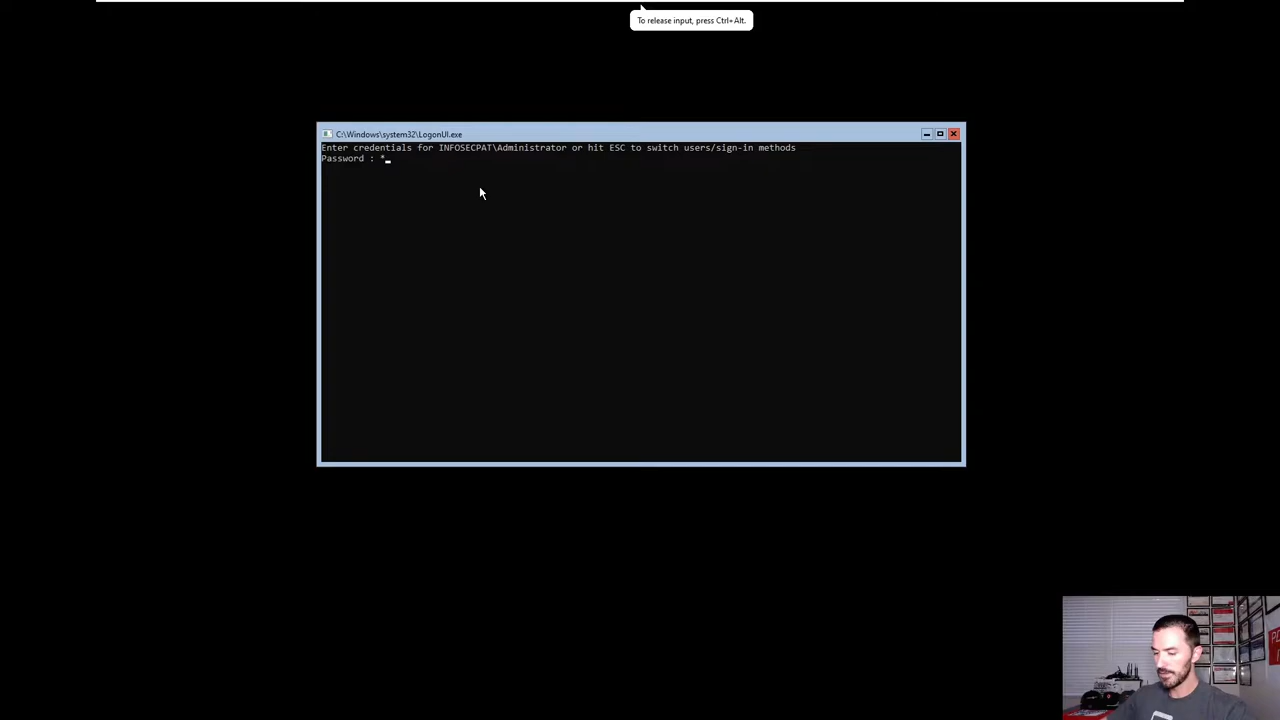 To release input, press Ctrl+Alt.
C:\Windows\system32\LogonUI.exe
Enter credentials for INFOSECPAT\Administrator or hit ESC to switch users/sign-in methods
Password : *